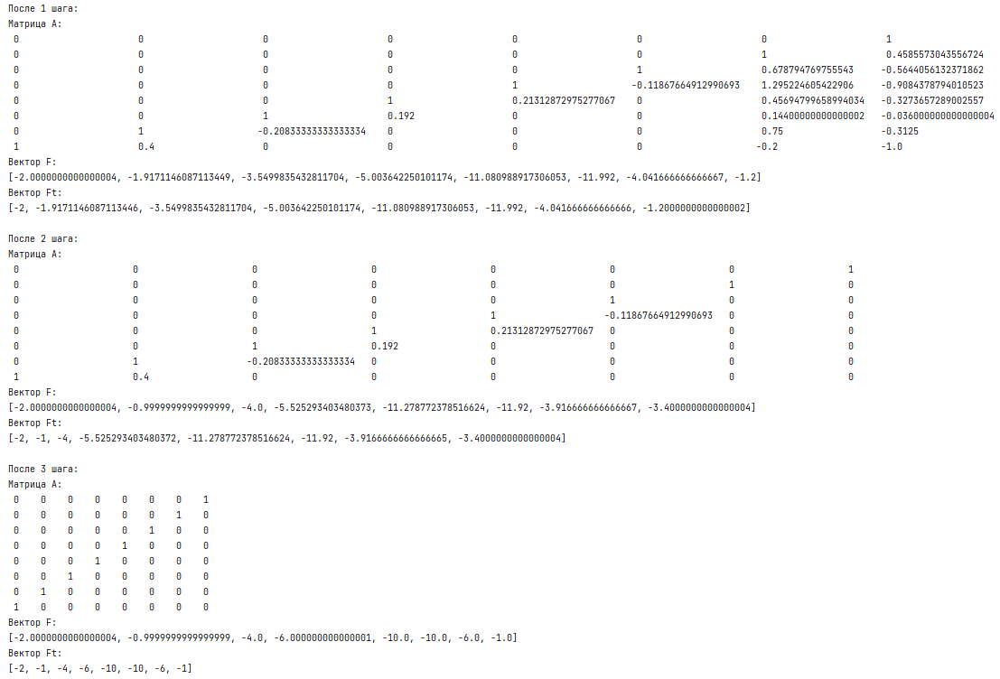 После 1 шага:
Матрица A:
0 0 0 0 0 0 0 1
0 0 0 0 0 0 1 0.4585573043556724
0 0 0 0 0 1 0.678794769755543 -0.5644056132371862
0 0 0 0 1 -0.11867664912990693 1.295224605422906 -0.9084378794010523
0 0 0 1 0.21312872975277067 0 0.45694799658994034 -0.3273657289002557
0 0 1 0.192 0 0 0.14400000000000002 -0.036000000000000004
0 1 -0.20833333333333334 0 0 0 0.75 -0.3125
1 0.4 0 0 0 0 -0.2 -1.0
Вектор F:
[-2.0000000000000004, -1.9171146087113449, -3.5499835432811704, -5.003642250101174, -11.080988917306053, -11.992, -4.041666666666667, -1.2]
Вектор Ft:
[-2, -1.9171146087113446, -3.5499835432811704, -5.003642250101174, -11.080988917306053, -11.992, -4.041666666666666, -1.2000000000000002]
После 2 шага:
Матрица A:
0 0 0 0 0 0 0 1
0 0 0 0 0 0 1 0
0 0 0 0 0 1 0 0
0 0 0 0 1 -0.11867664912990693 0 0
0 0 0 1 0.21312872975277067 0 0 0
0 0 1 0.192 0 0 0 0
0 1 -0.20833333333333334 0 0 0 0 0
1 0.4 0 0 0 0 0 0
Вектор F:
[-2.0000000000000004, -0.9999999999999999, -4.0, -5.525293403480373, -11.278772378516624, -11.92, -3.916666666666667, -3.4000000000000004]
Вектор Ft:
[-2, -1, -4, -5.525293403480372, -11.278772378516624, -11.92, -3.9166666666666665, -3.4000000000000004]
После 3 шага:
Матрица A:
0 0 0 0 0 0 0 1
0 0 0 0 0 0 1 0
0 0 0 0 0 1 0 0
0 0 0 0 1 0 0 0
0 0 0 1 0 0 0 0
0 0 1 0 0 0 0 0
0 1 0 0 0 0 0 0
1 0 0 0 0 0 0 0
Вектор F:
[-2.0000000000000004, -0.9999999999999999, -4.0, -6.000000000000001, -10.0, -10.0, -6.0, -1.0]
Вектор Ft:
[-2, -1, -4, -6, -10, -10, -6, -1]